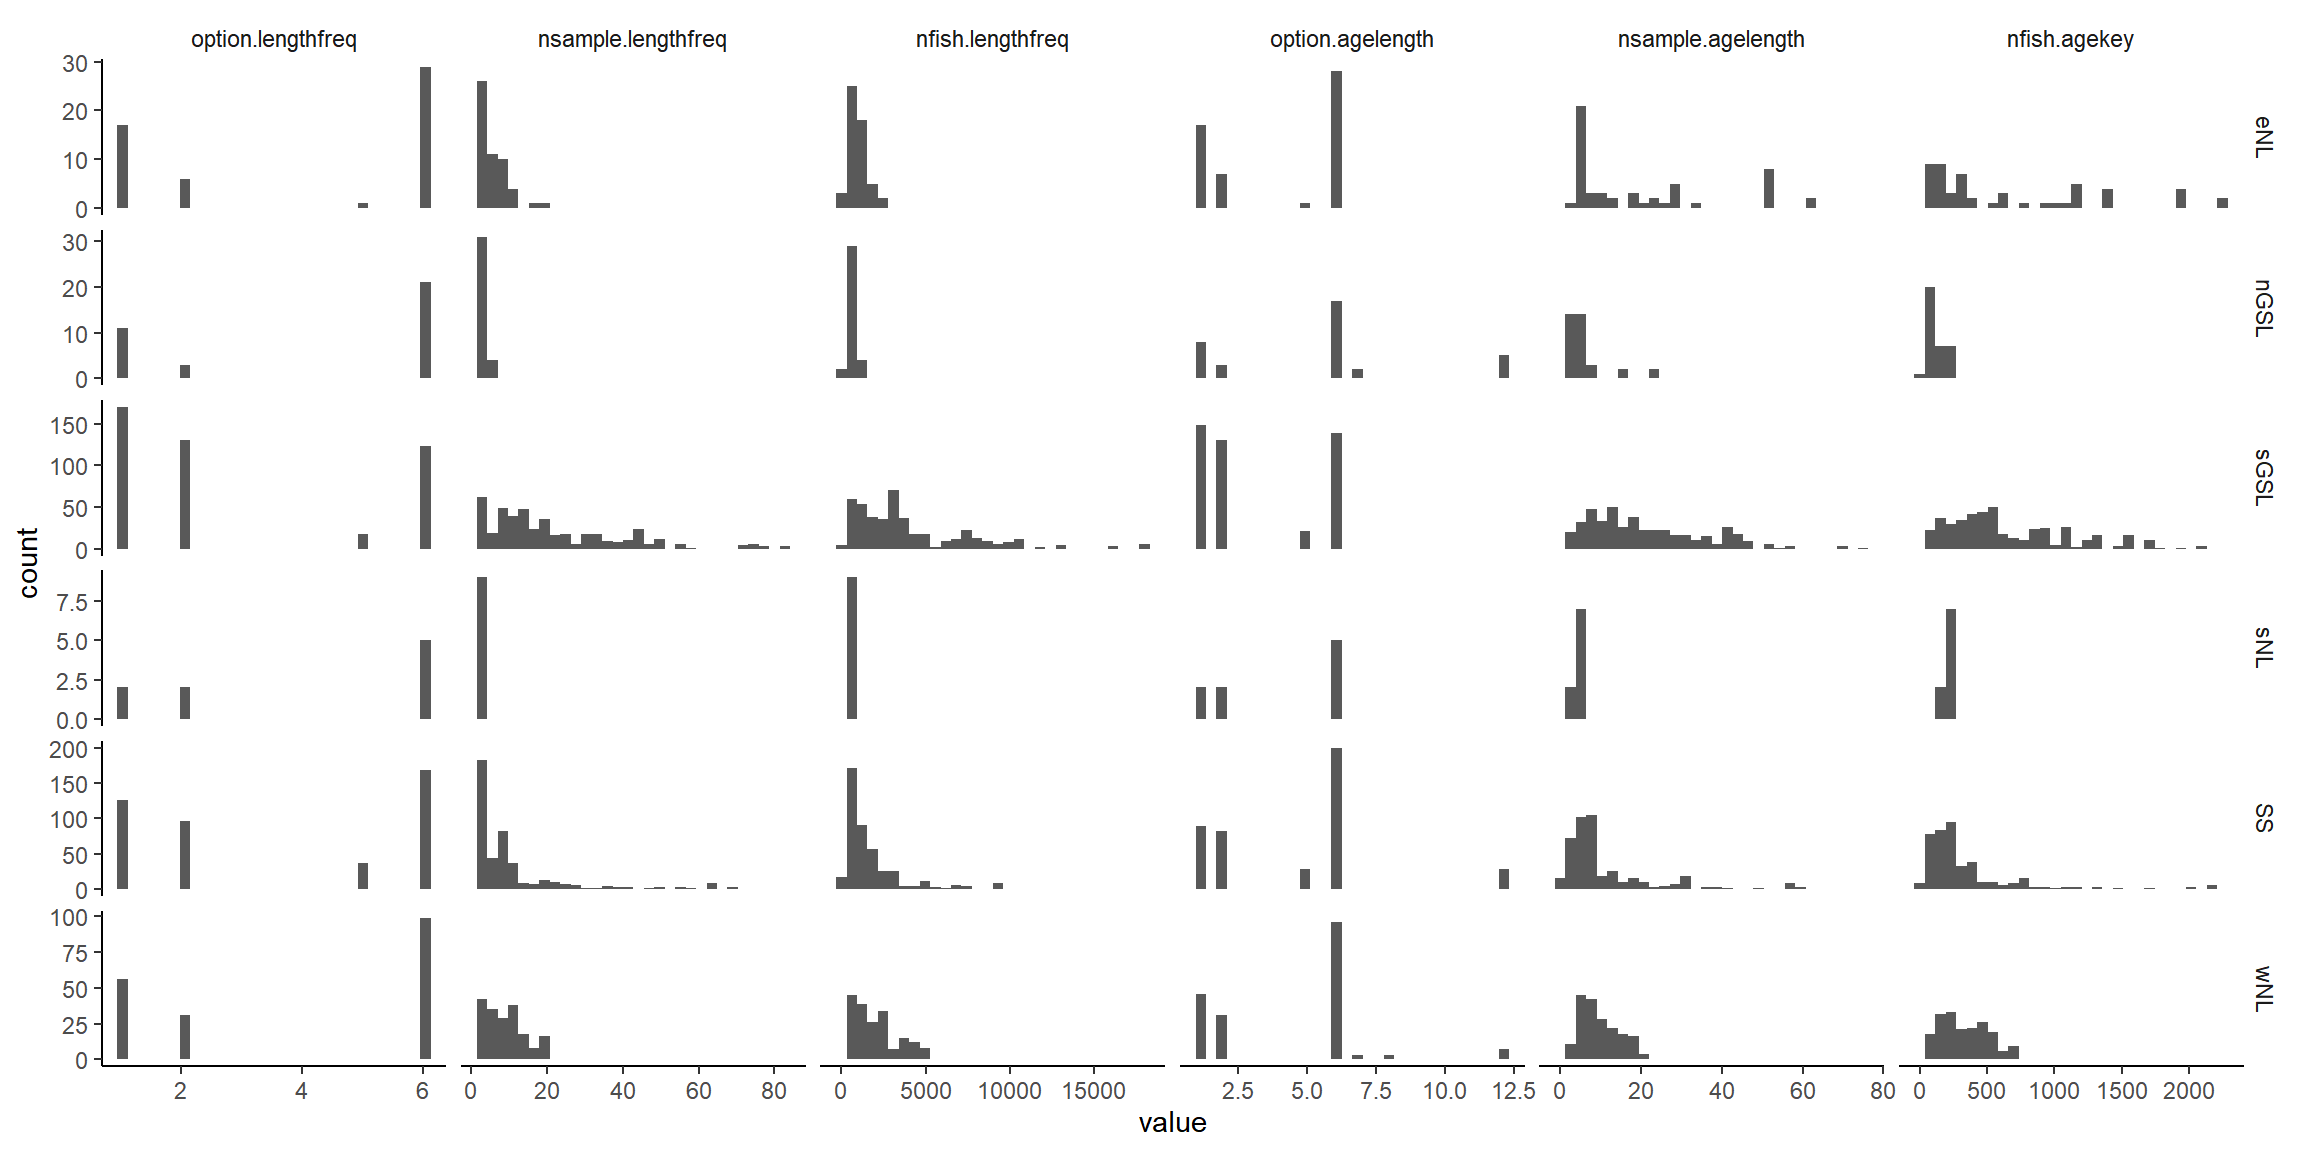 option.lengthfreq nsample.lengthfreq nfish.lengthfreq option.agelength nsample.agelength nfish.agekey
30
20
10
0
eNL
30
20
10
0
nGSL
150
100
50
0
sGSL
count
7.5
5.0
2.5
0.0
sNL
200
150
100
50
0
SS
100
75
50
25
0
wNL
2 4 6 0 20 40 60 80 0 5000 10000 15000 2.5 5.0 7.5 10.0 12.5 0 20 40 60 80 0 500 1000 1500 2000
value